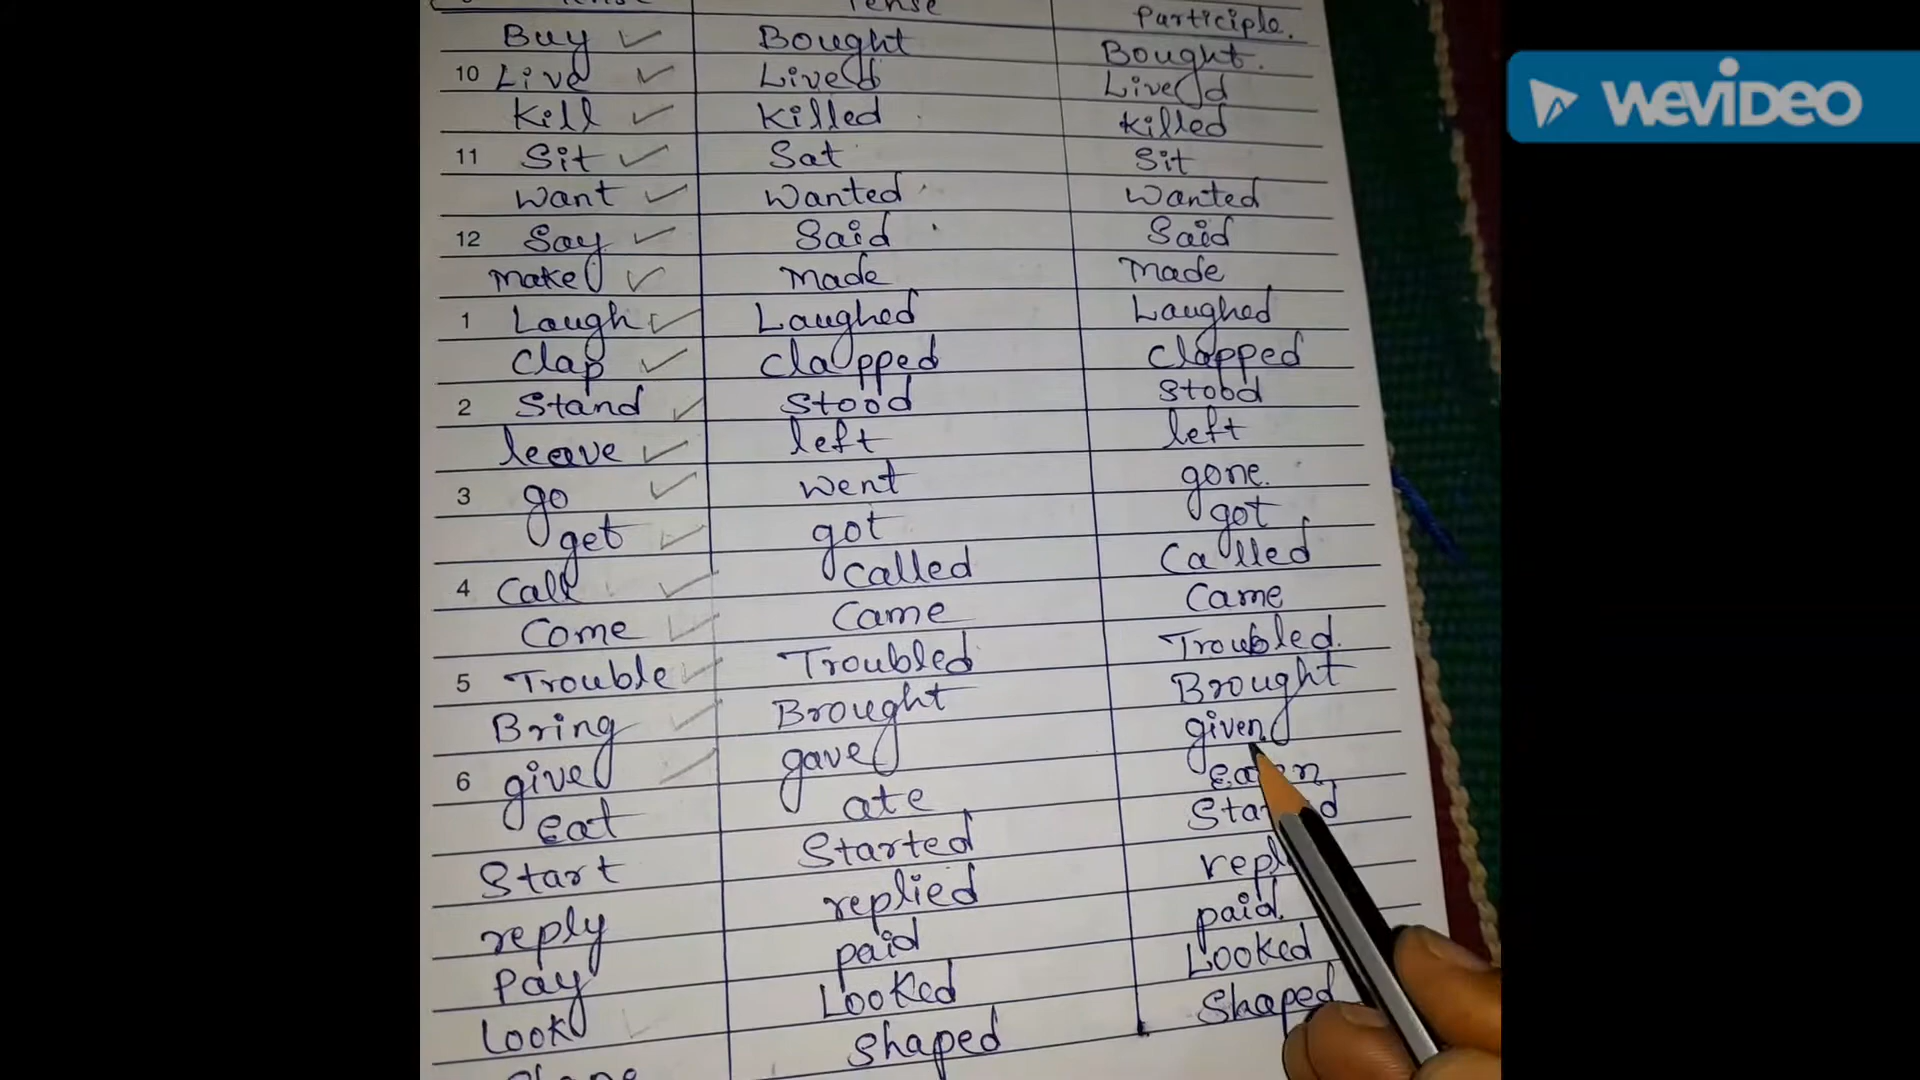 Tense Tense Participle.
Buy Bought Bought.
10 Live Lived Lived
Kill Killed killed
11 Sit Sat Sit
Want Wanted Wanted
12 Say Said Said
Make Made Made
1 Laugh Laughed Laughed
Clap Clapped Clapped
2 Stand Stood Stood
leave left left
3 go went gone.
get got got
4 Call Called Called
Come Came Came
5 Trouble Troubled Troubled.
Bring Brought Brought
6 give gave given
eat ate
Start Started
reply replied
Pay paid paid.
Look Looked Looked
shaped Shaped
WEVIDEO